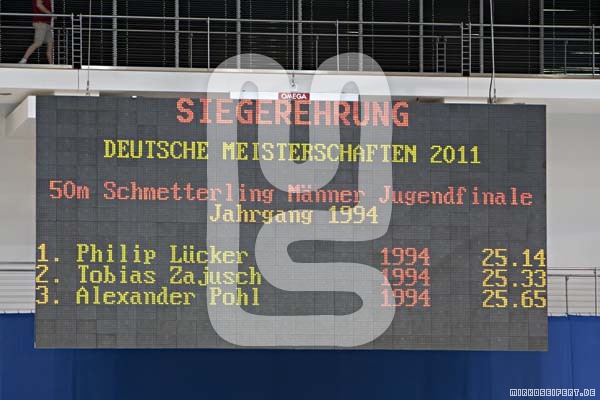 OMEGA
SIEGEREHRUNG
DEUTSCHE MEISTERSCHAFTEN 2011
50m Schmetterling Männer Jugendfinale
Jahrgang 1994
1. Philip Lücker 1994 25.14
2. Tobias Zajusch 1994 25.33
3. Alexander Pohl 1994 25.65
MIRKOSEIFERT.DE